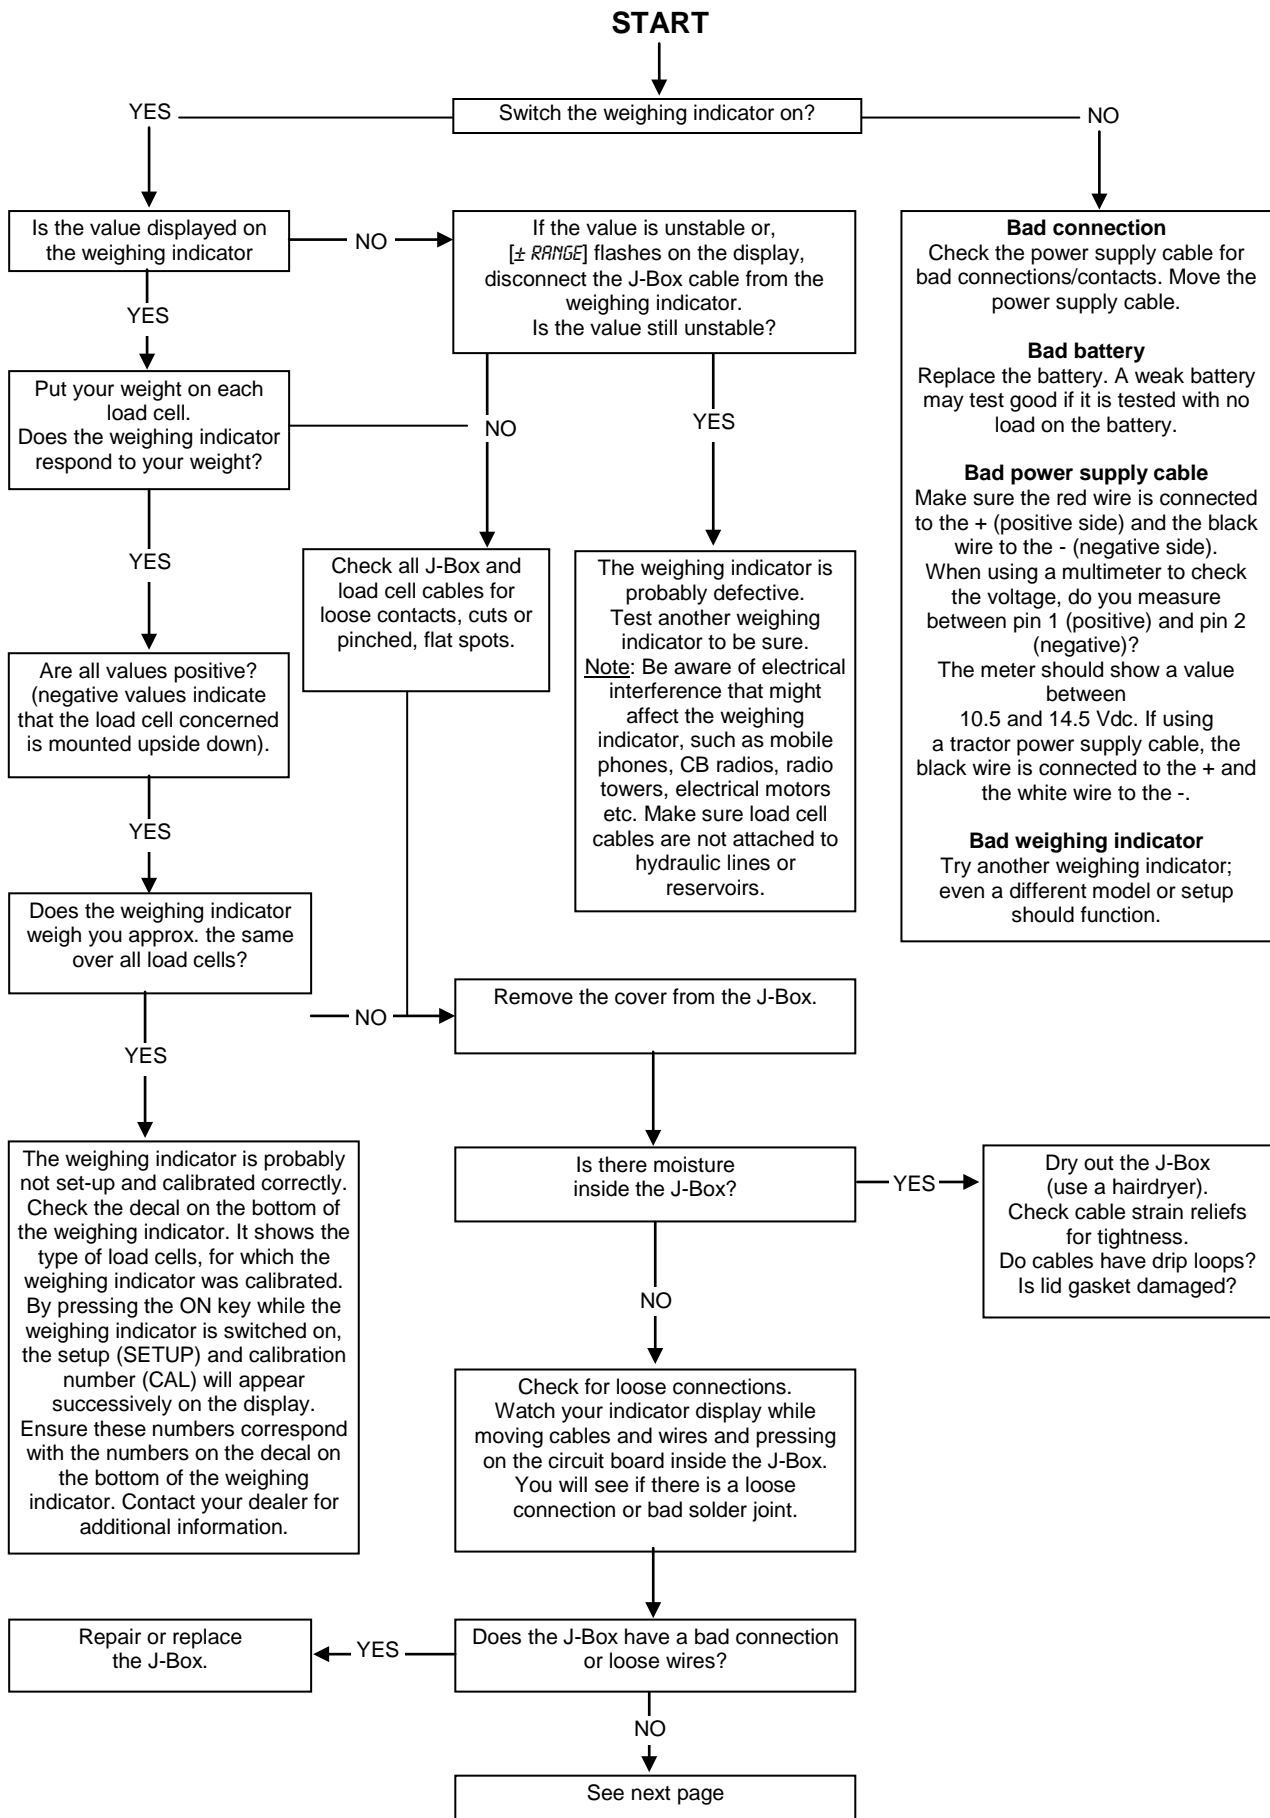 START
Switch the weighing indicator on?
YES
NO
Is the value displayed on
the weighing indicator
NO
If the value is unstable or,
[± RANGE] flashes on the display,
disconnect the J-Box cable from the
weighing indicator.
Is the value still unstable?
Bad connection
Check the power supply cable for
bad connections/contacts. Move the
power supply cable.
Bad battery
Replace the battery. A weak battery
may test good if it is tested with no
load on the battery.
Bad power supply cable
Make sure the red wire is connected
to the + (positive side) and the black
wire to the - (negative side).
When using a multimeter to check
the voltage, do you measure
between pin 1 (positive) and pin 2
(negative)?
The meter should show a value
between
10.5 and 14.5 Vdc. If using
a tractor power supply cable, the
black wire is connected to the + and
the white wire to the -.
Bad weighing indicator
Try another weighing indicator;
even a different model or setup
should function.
YES
Put your weight on each
load cell.
Does the weighing indicator
respond to your weight?
NO
YES
YES
Check all J-Box and
load cell cables for
loose contacts, cuts or
pinched, flat spots.
The weighing indicator is
probably defective.
Test another weighing
indicator to be sure.
Note: Be aware of electrical
interference that might
affect the weighing
indicator, such as mobile
phones, CB radios, radio
towers, electrical motors
etc. Make sure load cell
cables are not attached to
hydraulic lines or
reservoirs.
Are all values positive?
(negative values indicate
that the load cell concerned
is mounted upside down).
YES
Does the weighing indicator
weigh you approx. the same
over all load cells?
NO
Remove the cover from the J-Box.
YES
The weighing indicator is probably
not set-up and calibrated correctly.
Check the decal on the bottom of
the weighing indicator. It shows the
type of load cells, for which the
weighing indicator was calibrated.
By pressing the ON key while the
weighing indicator is switched on,
the setup (SETUP) and calibration
number (CAL) will appear
successively on the display.
Ensure these numbers correspond
with the numbers on the decal on
the bottom of the weighing
indicator. Contact your dealer for
additional information.
Is there moisture
inside the J-Box?
YES
Dry out the J-Box
(use a hairdryer).
Check cable strain reliefs
for tightness.
Do cables have drip loops?
Is lid gasket damaged?
NO
Check for loose connections.
Watch your indicator display while
moving cables and wires and pressing
on the circuit board inside the J-Box.
You will see if there is a loose
connection or bad solder joint.
Does the J-Box have a bad connection
or loose wires?
YES
Repair or replace
the J-Box.
NO
See next page